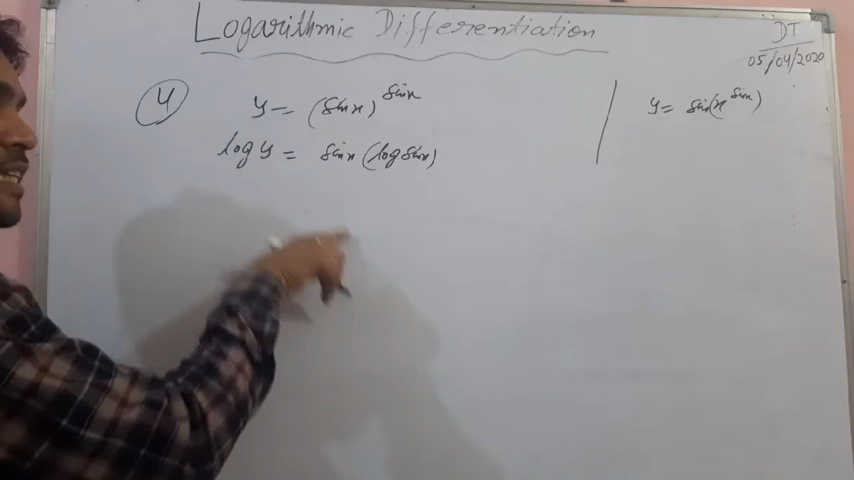 Logarithmic Differentiation
DT
05/04/2020
4 y = (sinx)^sinx
y = sin(x^sinx)
log y = sinx (log sinx)